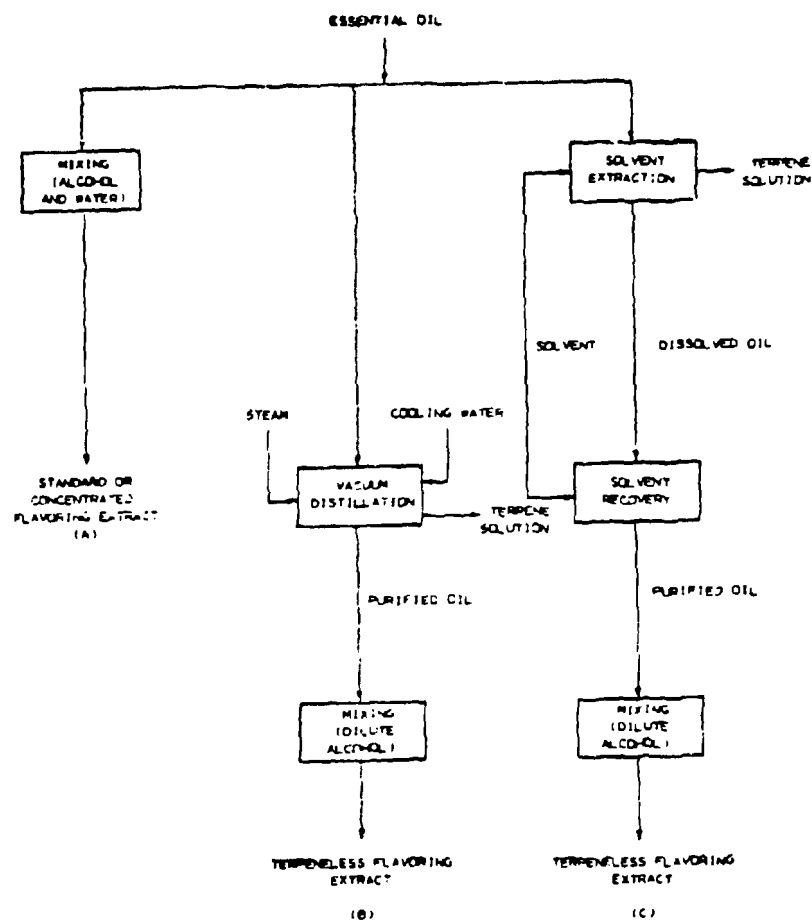 ESSENTIAL OIL
MIXING
(ALCOHOL
AND WATER)
SOLVENT
EXTRACTION
TERPENE
SOLUTION
SOLVENT
DISSOLVED OIL
STEAM
COOLING WATER
STANDARD OR
CONCENTRATED
FLAVORING EXTRACT
(A)
VACUUM
DISTILLATION
TERPENE
SOLUTION
SOLVENT
RECOVERY
PURIFIED OIL
PURIFIED OIL
MIXING
(DILUTE
ALCOHOL)
MIXING
(DILUTE
ALCOHOL)
TERPENELESS FLAVORING
EXTRACT
(B)
TERPENELESS FLAVORING
EXTRACT
(C)